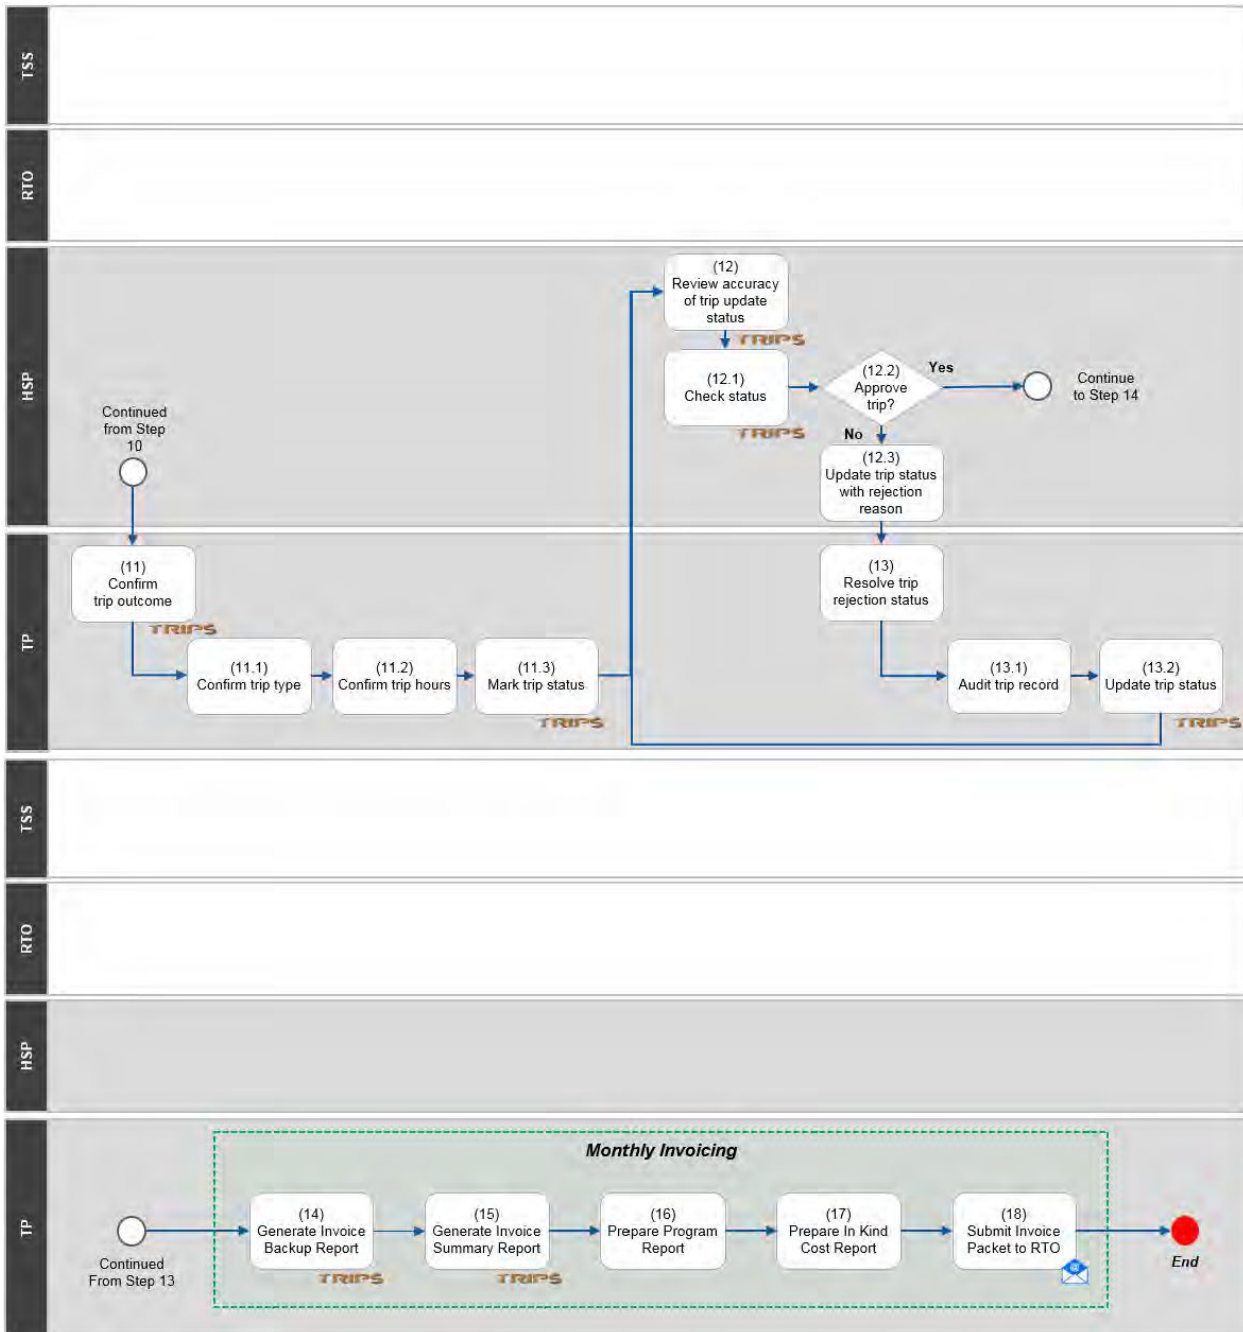 TSS
RTO
HSP
(12)
Review accuracy
of trip update
status
TRIPS
(12.1)
Check status
TRIPS
(12.2)
Approve
trip?
Yes
Continue
to Step 14
No
(12.3)
Update trip status
with rejection
reason
Continued
from Step
10
TP
(11)
Confirm
trip outcome
TRIPS
(11.1)
Confirm trip type
(11.2)
Confirm trip hours
(11.3)
Mark trip status
TRIPS
(13)
Resolve trip
rejection status
(13.1)
Audit trip record
(13.2)
Update trip status
TRIPS
TSS
RTO
HSP
TP
Monthly Invoicing
Continued
From Step 13
(14)
Generate Invoice
Backup Report
TRIPS
(15)
Generate Invoice
Summary Report
TRIPS
(16)
Prepare Program
Report
(17)
Prepare In Kind
Cost Report
(18)
Submit Invoice
Packet to RTO
@
End